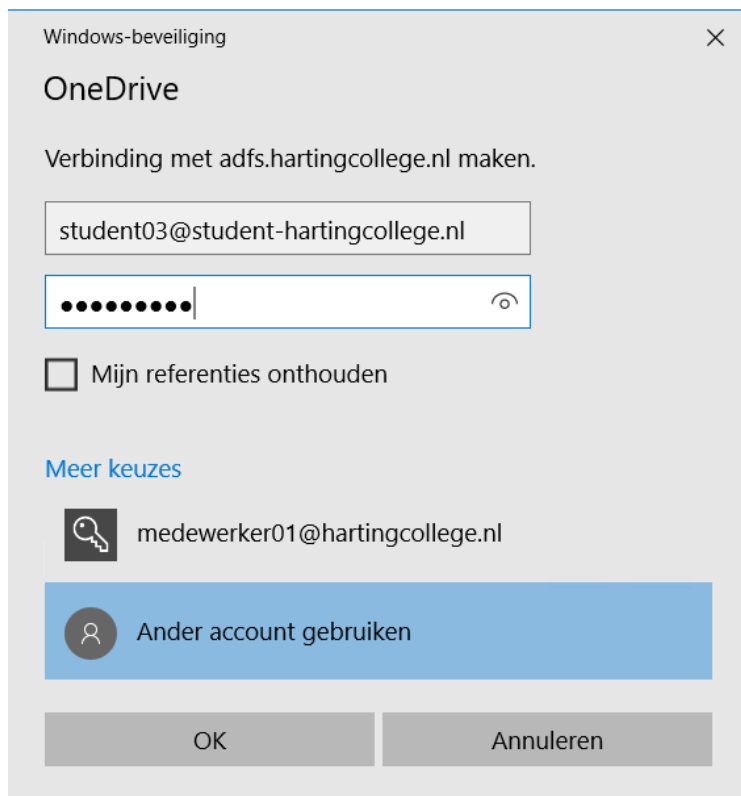 Windows-beveiliging
OneDrive
Verbinding met adfs.hartingcollege.nl maken.
student03@student-hartingcollege.nl
●●●●●●●●●
Mijn referenties onthouden
Meer keuzes
medewerker01@hartingcollege.nl
Ander account gebruiken
OK Annuleren